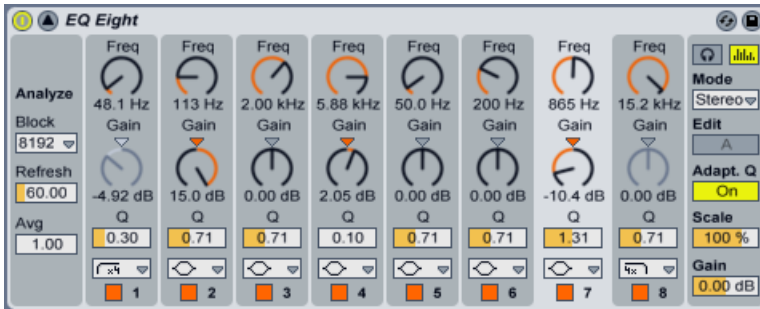 EQ Eight
Freq Freq Freq Freq Freq Freq Freq Freq
48.1 Hz 113 Hz 2.00 kHz 5.88 kHz 50.0 Hz 200 Hz 865 Hz 15.2 kHz
Mode
Analyze
Stereo
Gain Gain Gain Gain Gain Gain Gain Gain
Block
Edit
8192
A
Refresh
Adapt. Q
60.00
-4.92 dB 15.0 dB 0.00 dB 2.05 dB 0.00 dB 0.00 dB -10.4 dB 0.00 dB
On
Q Q Q Q Q Q Q Q
Scale
Avg
1.00
0.30 0.71 0.71 0.10 0.71 0.71 1.31 0.71
100 %
x4
4x
Gain
0.00 dB
1 2 3 4 5 6 7 8